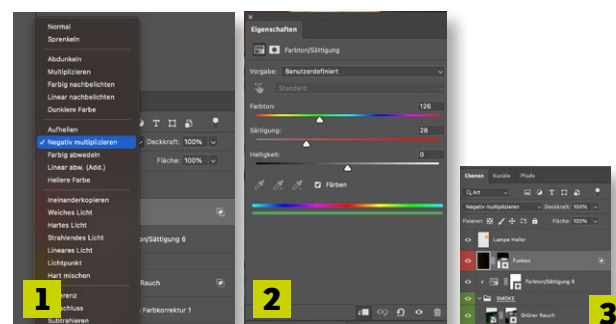 Normal
Sprenkeln
Abdunkeln
Multiplizieren
Farbig nachbelichten
Linear nachbelichten
Dunklere Farbe
Aufhellen
Negativ multiplizieren
Farbig abwedeln
Linear abw. (Add.)
Hellere Farbe
Ineinanderkopieren
Weiches Licht
Hartes Licht
Strahlendes Licht
Lineares Licht
Lichtpunkt
Hart mischen
erenz
schluss
Subtrahieren
Deckkraft: 100%
Fläche: 100%
on/Sättigung 6
Rauch
Farbkorrektur 1
1
Eigenschaften
Farbton/Sättigung
Vorgabe: Benutzerdefiniert
Standard
Farbton: 126
Sättigung: 28
Helligkeit: 0
Färben
2
Ebenen Kanäle Pfade
Art
Negativ multiplizieren Deckkraft: 100%
Fixieren: Fläche: 100%
Lampe Heller
Funken
Farbton/Sättigung 6
SMOKE
Grüner Rauch
3